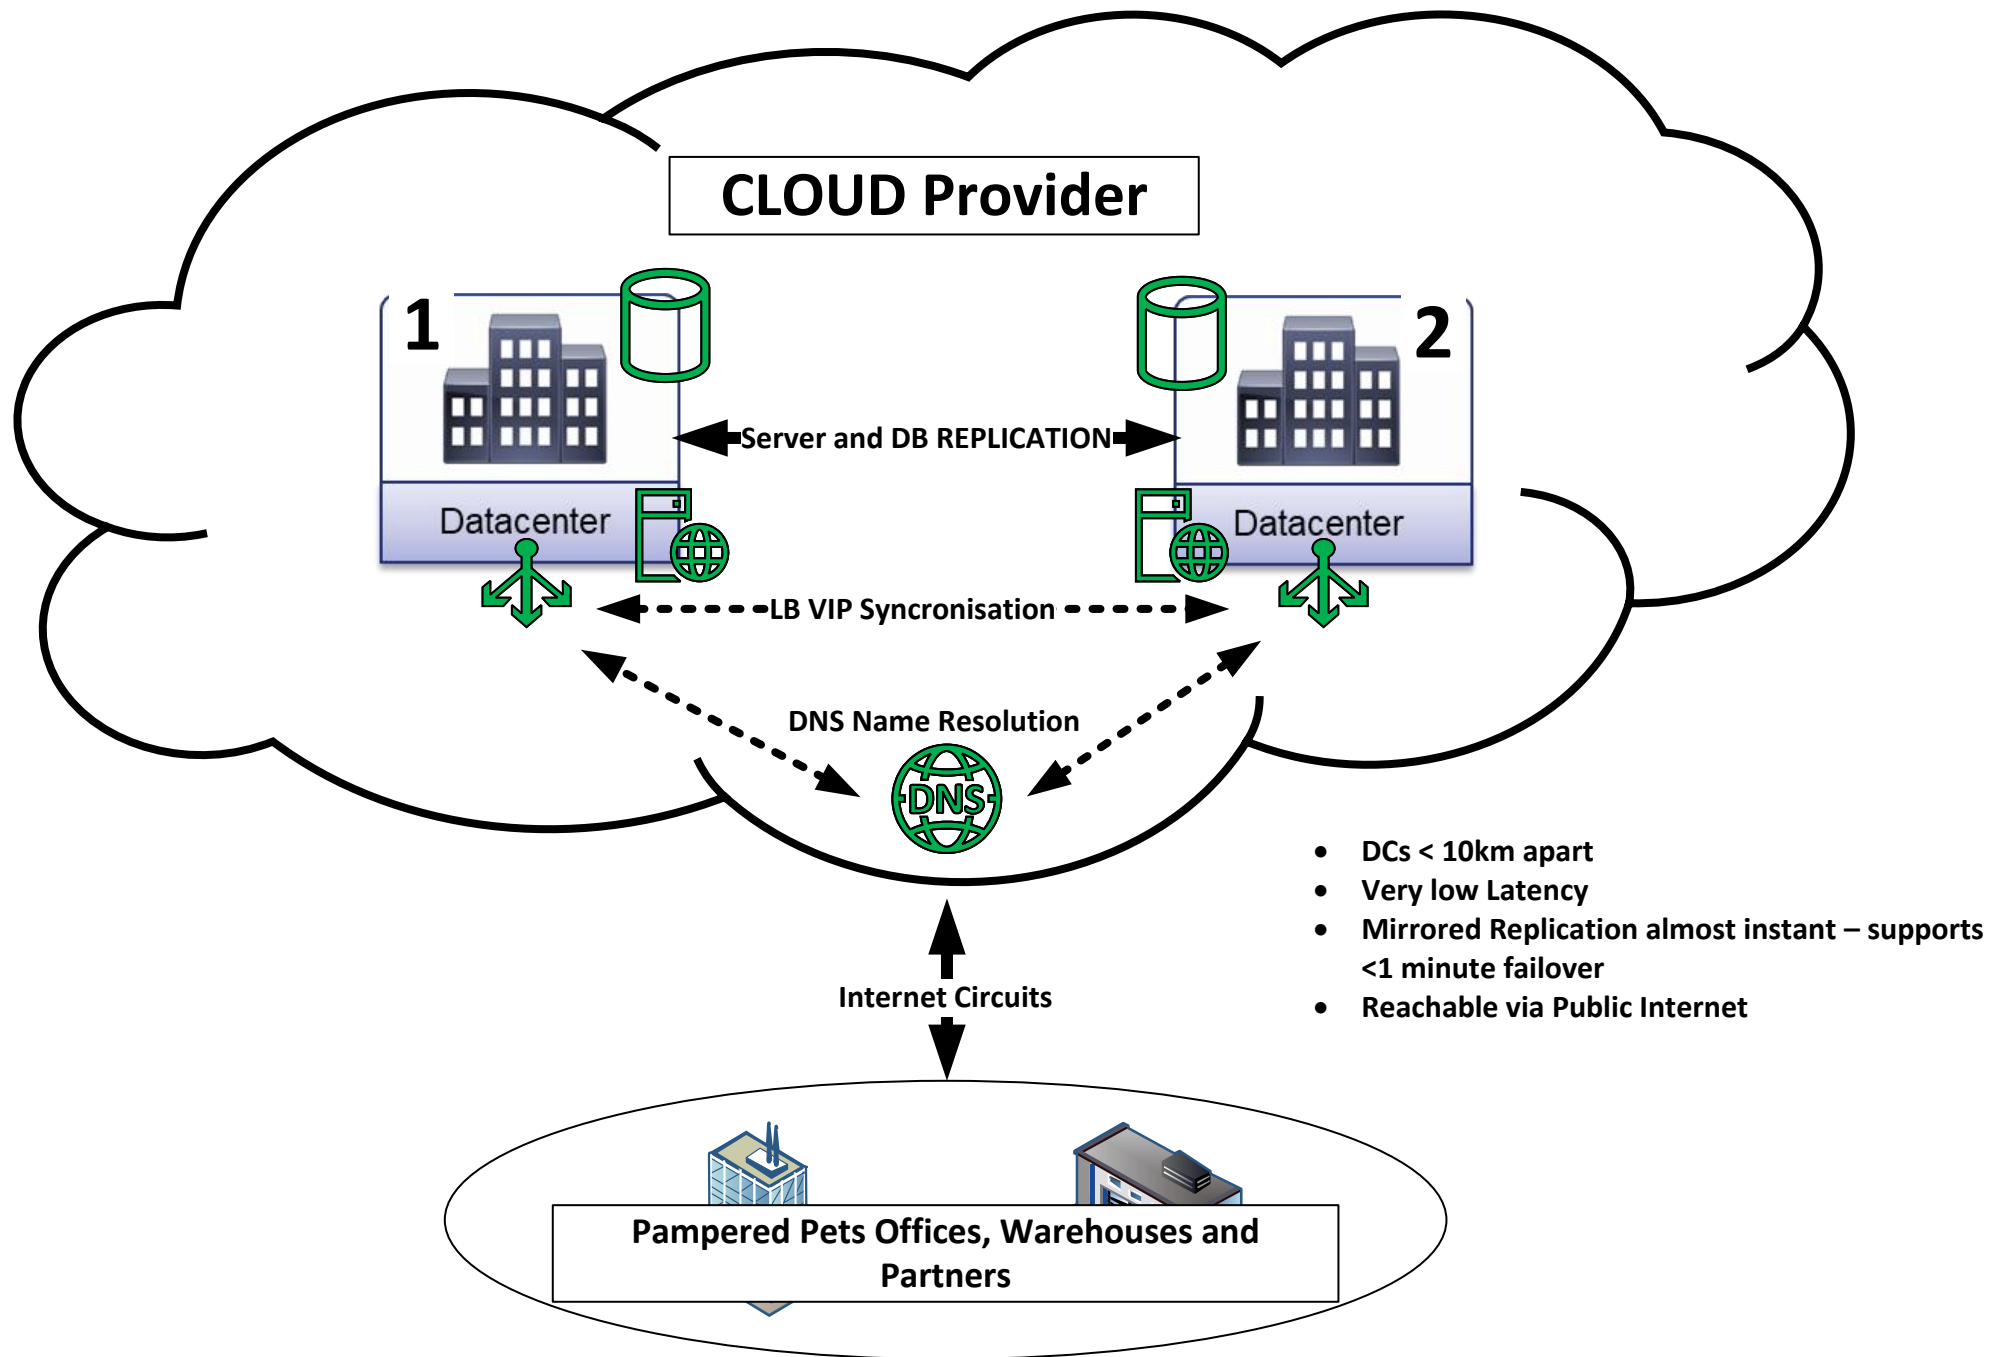 CLOUD Provider
1
2
Server and DB REPLICATION
Datacenter
Datacenter
LB VIP Syncronisation
DNS Name Resolution
DNS
• DCs < 10km apart
• Very low Latency
• Mirrored Replication almost instant – supports
<1 minute failover
• Reachable via Public Internet
Internet Circuits
Pampered Pets Offices, Warehouses and
Partners